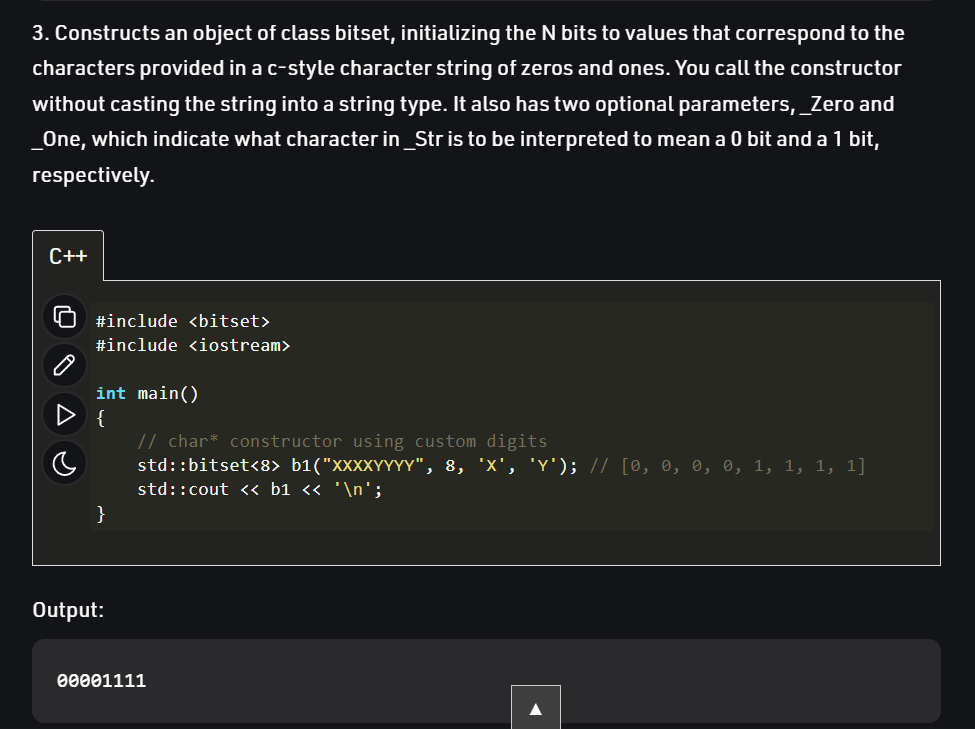 3. Constructs an object of class bitset, initializing the N bits to values that correspond to the
characters provided in a c-style character string of zeros and ones. You call the constructor
without casting the string into a string type. It also has two optional parameters, _Zero and
_One, which indicate what character in _Str is to be interpreted to mean a 0 bit and a 1 bit,
respectively.
C++
#include <bitset>
#include <iostream>
int main()
{
// char* constructor using custom digits
std::bitset<8> b1("XXXXYYYY", 8, 'X', 'Y'); // [0, 0, 0, 0, 1, 1, 1, 1]
std::cout << b1 << '\n';
}
Output:
00001111